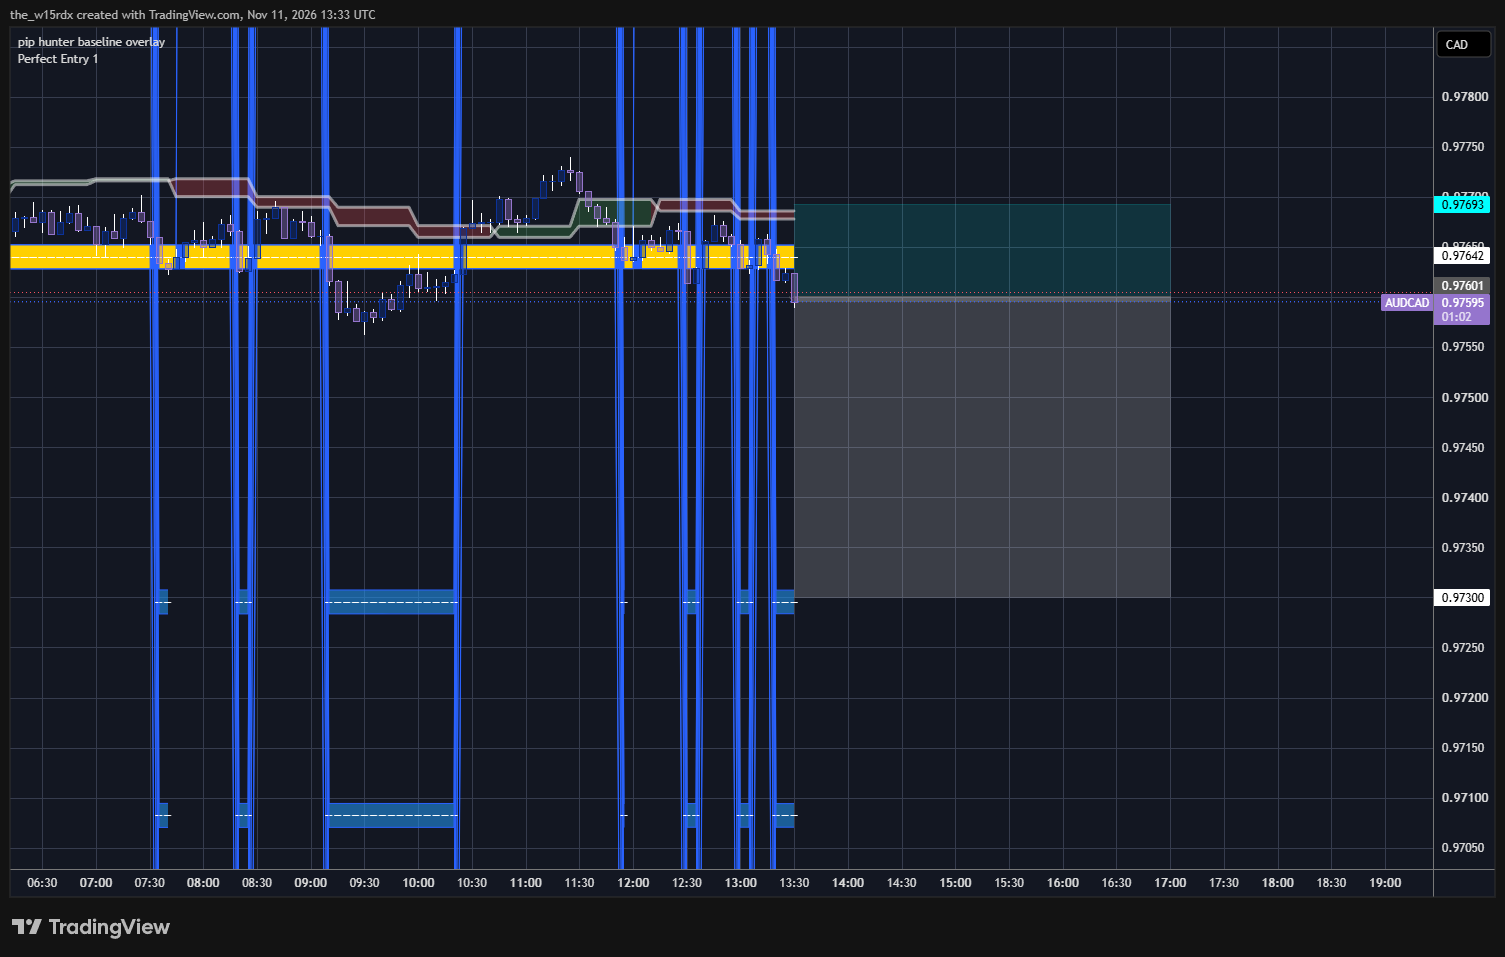 the_w15rdx created with TradingView.com, Nov 11, 2026 13:33 UTC
pip hunter baseline overlay
Perfect Entry 1
CAD
0.97800
0.97750
0.97700
0.97693
0.97650
0.97642
0.97601
AUDCAD 0.97595
01:02
0.97550
0.97500
0.97450
0.97400
0.97350
0.97300
0.97250
0.97200
0.97150
0.97100
0.97050
06:30 07:00 07:30 08:00 08:30 09:00 09:30 10:00 10:30 11:00 11:30 12:00 12:30 13:00 13:30 14:00 14:30 15:00 15:30 16:00 16:30 17:00 17:30 18:00 18:30 19:00
TradingView